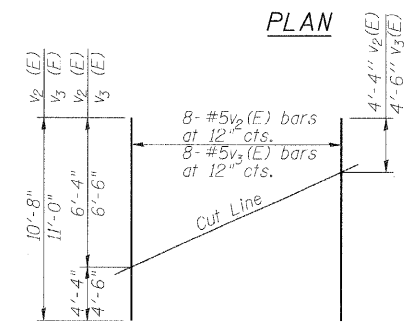 PLAN
v2 (E)
v3 (E)
v2 (E)
v3 (E)
4'-4" v2(E)
4'-6" v3(E)
8- #5v2(E) bars
at 12" cts.
8- #5v3(E) bars
at 12" cts.
10'-8"
11'-0"
6'-4"
6'-6"
Cut Line
4'-4"
4'-6"